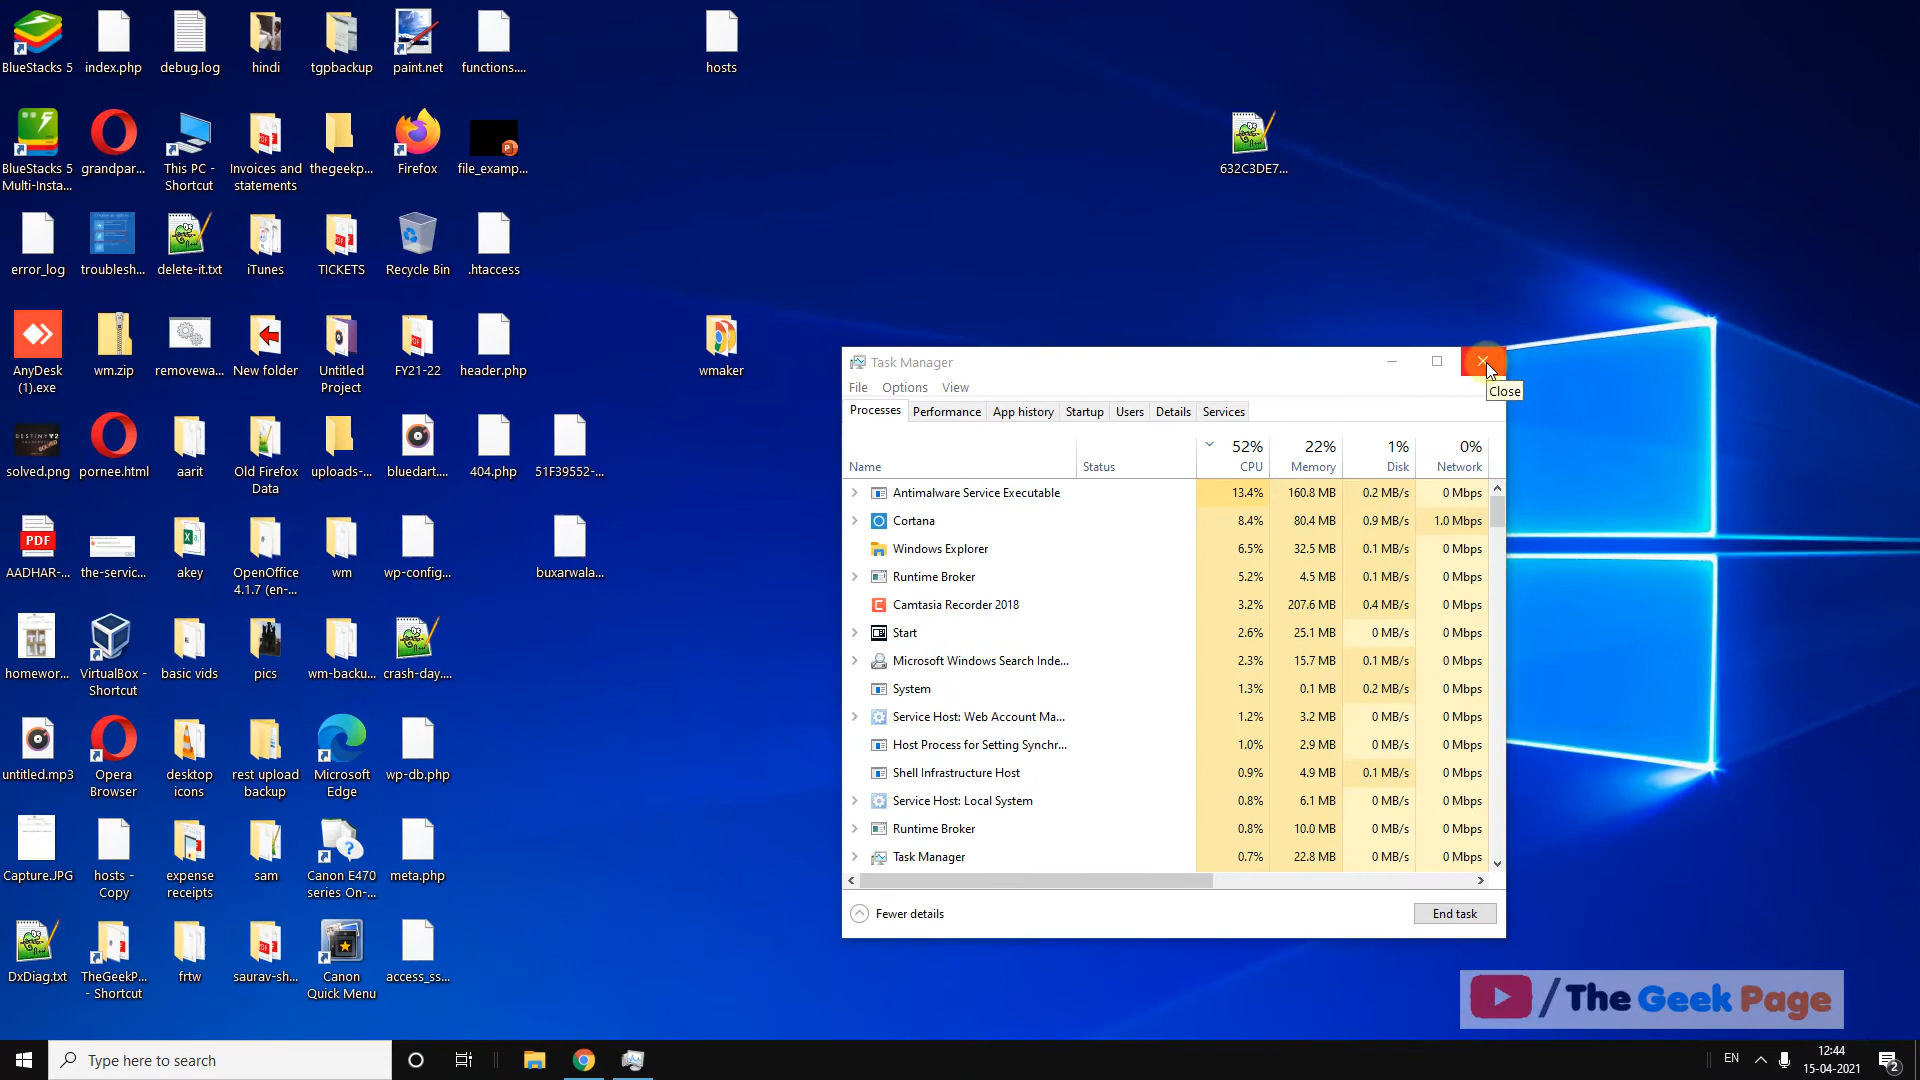 BlueStacks 5
index.php
debug.log
hindi
tgpbackup
paint.net
functions....
hosts
BlueStacks 5
Multi-Insta...
grandpar...
This PC -
Shortcut
Invoices and
statements
thegeekp...
Firefox
file_examp...
632C3DE7...
error_log
troublesh...
delete-it.txt
iTunes
TICKETS
Recycle Bin
.htaccess
AnyDesk
(1).exe
wm.zip
removewa...
New folder
Untitled
Project
FY21-22
header.php
wmaker
solved.png
pornee.html
aarit
Old Firefox
Data
uploads-...
bluedart....
404.php
51F39552-...
PDF
AADHAR-...
the-servic...
akey
OpenOffice
4.1.7 (en-...
wm
wp-config...
buxarwala...
homewor...
VirtualBox -
Shortcut
basic vids
pics
wm-backu...
crash-day....
untitled.mp3
Opera
Browser
desktop
icons
rest upload
backup
Microsoft
Edge
wp-db.php
Capture.JPG
hosts -
Copy
expense
receipts
sam
Canon E470
series On-...
meta.php
DxDiag.txt
TheGeekP...
- Shortcut
frtw
saurav-sh...
Canon
Quick Menu
access_ss...
Task Manager
Close
File Options View
Processes Performance App history Startup Users Details Services
52% 22% 1% 0%
Name Status CPU Memory Disk Network
Antimalware Service Executable 13.4% 160.8 MB 0.2 MB/s 0 Mbps
Cortana 8.4% 80.4 MB 0.9 MB/s 1.0 Mbps
Windows Explorer 6.5% 32.5 MB 0.1 MB/s 0 Mbps
Runtime Broker 5.2% 4.5 MB 0.1 MB/s 0 Mbps
Camtasia Recorder 2018 3.2% 207.6 MB 0.4 MB/s 0 Mbps
Start 2.6% 25.1 MB 0 MB/s 0 Mbps
Microsoft Windows Search Inde... 2.3% 15.7 MB 0.1 MB/s 0 Mbps
System 1.3% 0.1 MB 0.2 MB/s 0 Mbps
Service Host: Web Account Ma... 1.2% 3.2 MB 0 MB/s 0 Mbps
Host Process for Setting Synchr... 1.0% 2.9 MB 0 MB/s 0 Mbps
Shell Infrastructure Host 0.9% 4.9 MB 0.1 MB/s 0 Mbps
Service Host: Local System 0.8% 6.1 MB 0 MB/s 0 Mbps
Runtime Broker 0.8% 10.0 MB 0 MB/s 0 Mbps
Task Manager 0.7% 22.8 MB 0 MB/s 0 Mbps
Fewer details End task
/ The Geek Page
Type here to search
EN
12:44
15-04-2021
2